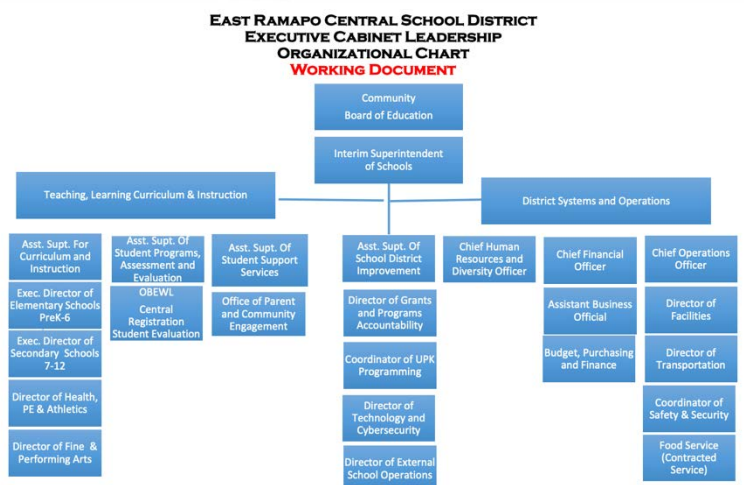 EAST RAMAPO CENTRAL SCHOOL DISTRICT
EXECUTIVE CABINET LEADERSHIP
ORGANIZATIONAL CHART
WORKING DOCUMENT
Community
Board of Education
Interim Superintendent
of Schools
Teaching, Learning Curriculum & Instruction
District Systems and Operations
Asst. Supt. For
Curriculum and
Instruction
Exec. Director of
Elementary Schools
PreK-6
Exec. Director of
Secondary Schools
7-12
Director of Health,
PE & Athletics
Director of Fine &
Performing Arts
Asst. Supt. Of
Student Programs,
Assessment and
Evaluation
OBEWL
Central
Registration
Student Evaluation
Asst. Supt. Of
Student Support
Services
Office of Parent
and Community
Engagement
Asst. Supt. Of
School District
Improvement
Director of Grants
and Programs
Accountability
Coordinator of UPK
Programming
Director of
Technology and
Cybersecurity
Director of External
School Operations
Chief Human
Resources and
Diversity Officer
Chief Financial
Officer
Assistant Business
Official
Budget, Purchasing
and Finance
Chief Operations
Officer
Director of
Facilities
Director of
Transportation
Coordinator of
Safety & Security
Food Service
(Contracted
Service)